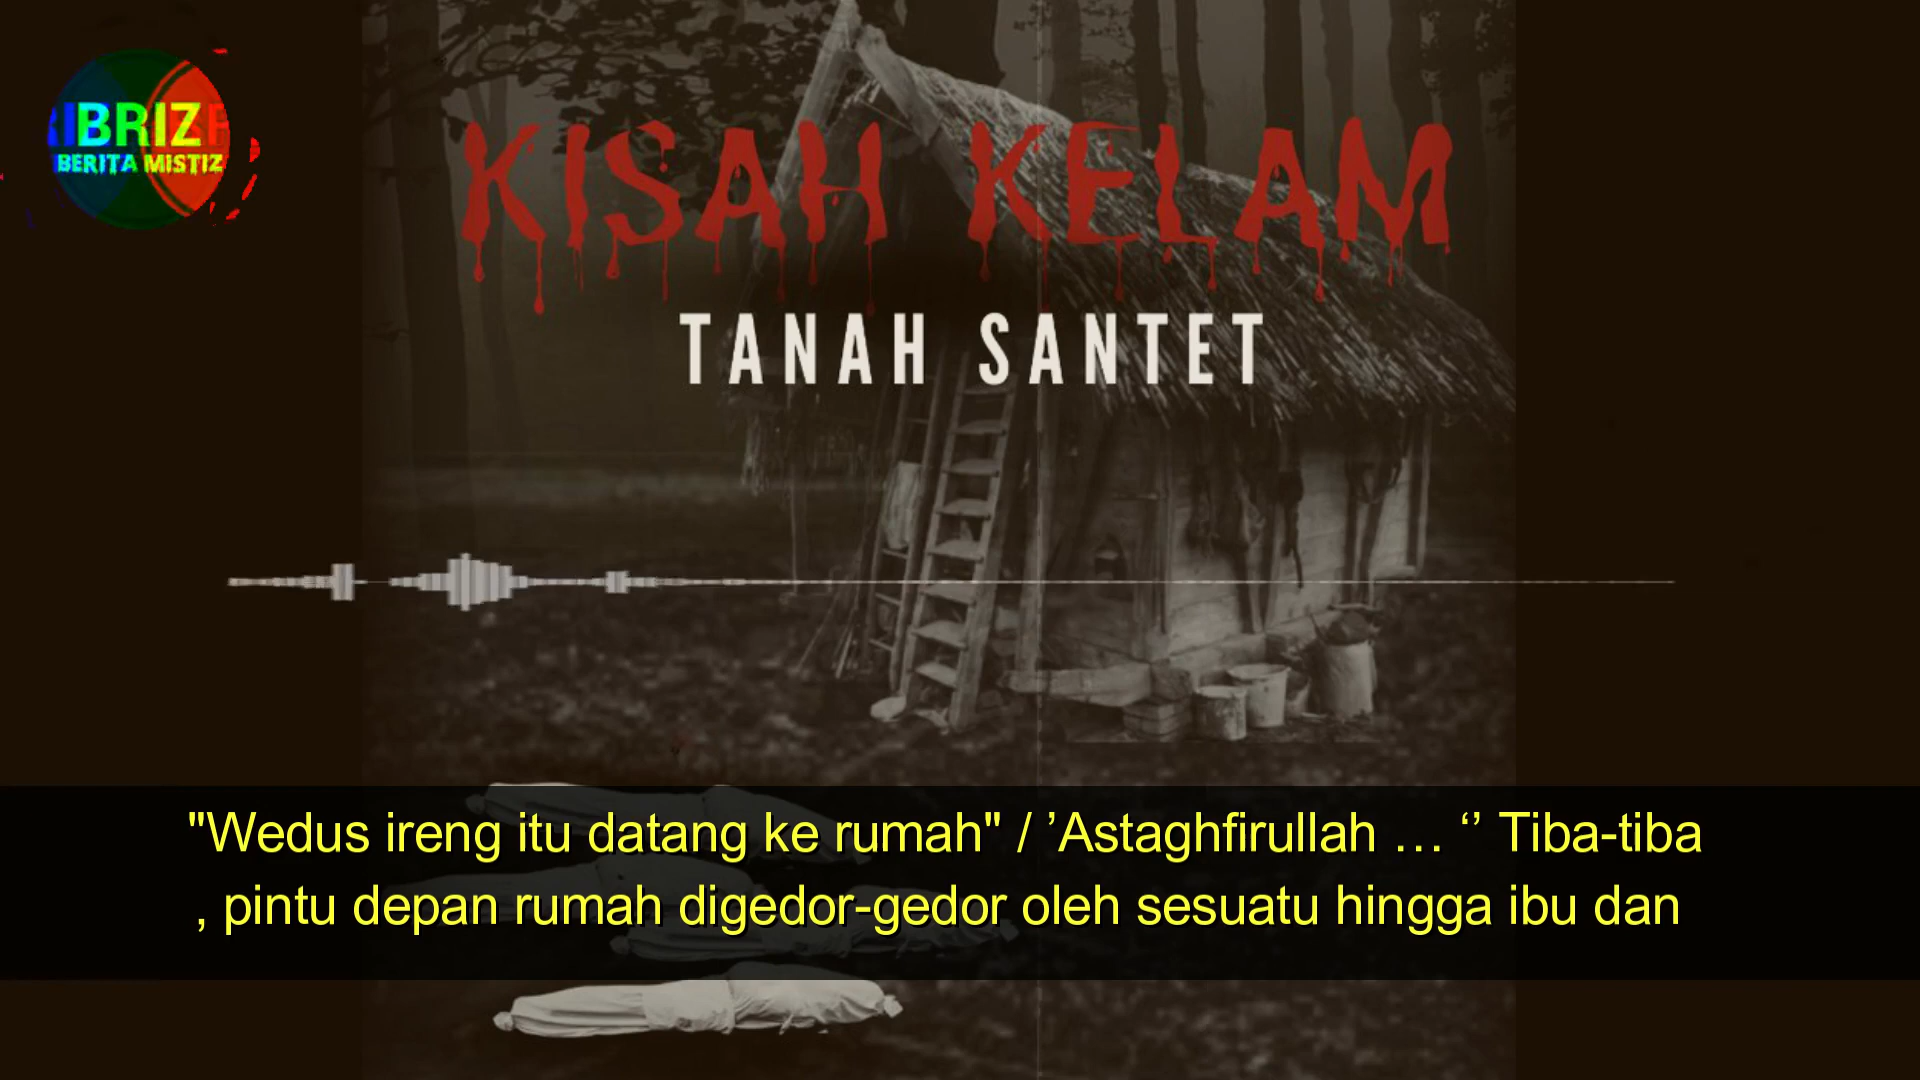 IBRIZ
BERITA MISTIZ
KISAH KELAM
TANAH SANTET
"Wedus ireng itu datang ke rumah" / ’Astaghfirullah … ‘’ Tiba-tiba
, pintu depan rumah digedor-gedor oleh sesuatu hingga ibu dan